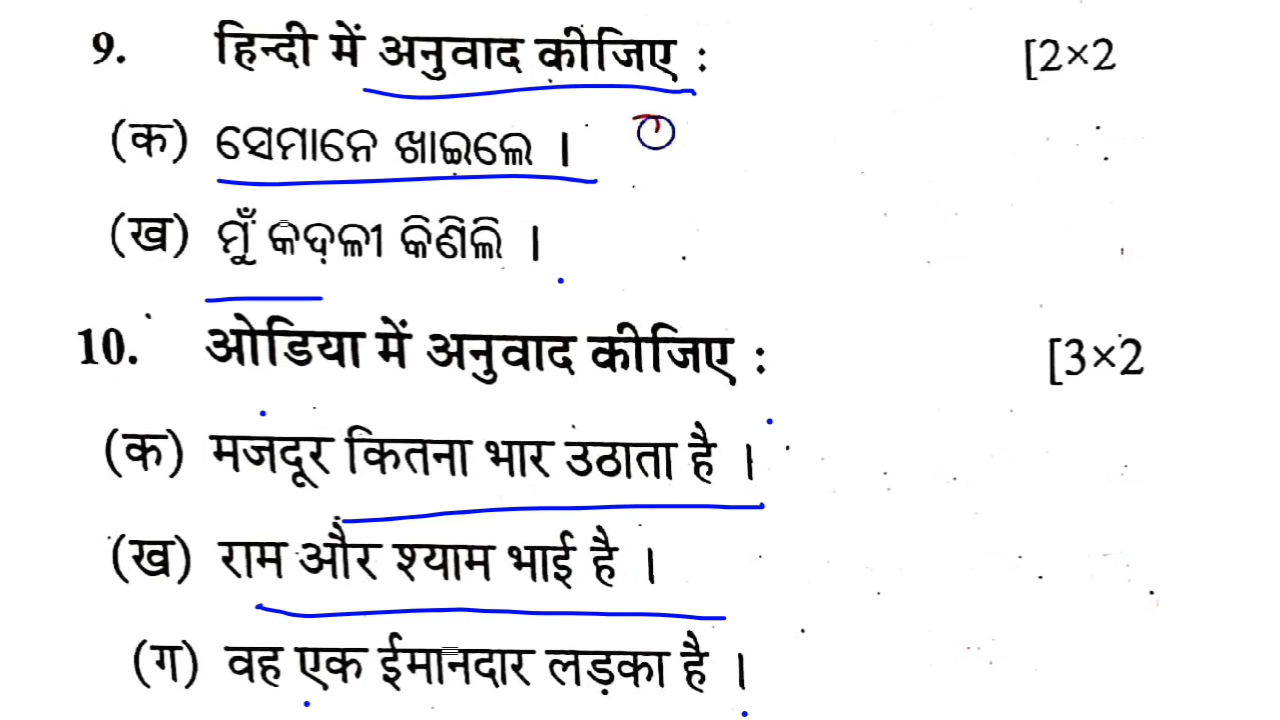 9. हिन्दी में अनुवाद कीजिए : [2×2
(क) ସେମାନେ ଖାଇଲେ ।
(ख) ମୁଁ କଦଳୀ କିଣିଲି ।
10. ओडिया में अनुवाद कीजिए : [3×2
(क) मजदूर कितना भार उठाता है ।
(ख) राम और श्याम भाई है ।
(ग) वह एक ईमानदार लड़का है ।